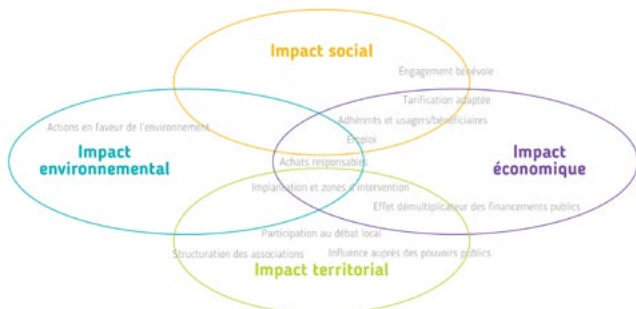 Impact social
Engagement bénévole
Tarification adaptée
Adhérents et usagers/bénéficiaires
Actions en faveur de l'environnement
Emploi
Impact
environnemental
Impact
économique
Achats responsables
Implantation et zones d'intervention
Effet démultiplicateur des financements publics
Participation au débat local
Structuration des associations
Influence auprès des pouvoirs publics
Impact territorial